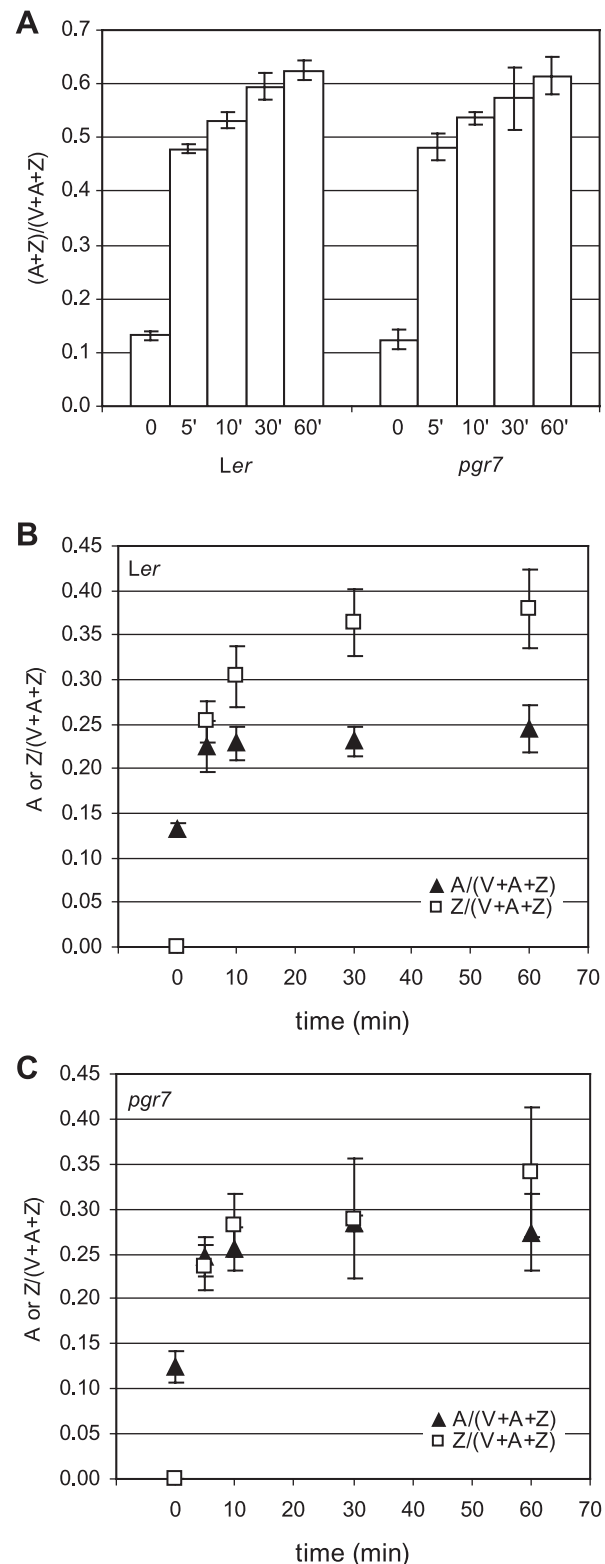 A
(A+Z)/(V+A+Z)
0.7
0.6
0.5
0.4
0.3
0.2
0.1
0.0
0 5' 10' 30' 60' 0 5' 10' 30' 60'
Ler pgr7
B
Ler
A or Z/(V+A+Z)
0.45
0.40
0.35
0.30
0.25
0.20
0.15
0.10
0.05
0.00
A/(V+A+Z)
Z/(V+A+Z)
0 10 20 30 40 50 60 70
time (min)
C
pgr7
A or Z/(V+A+Z)
0.45
0.40
0.35
0.30
0.25
0.20
0.15
0.10
0.05
0.00
A/(V+A+Z)
Z/(V+A+Z)
0 10 20 30 40 50 60 70
time (min)